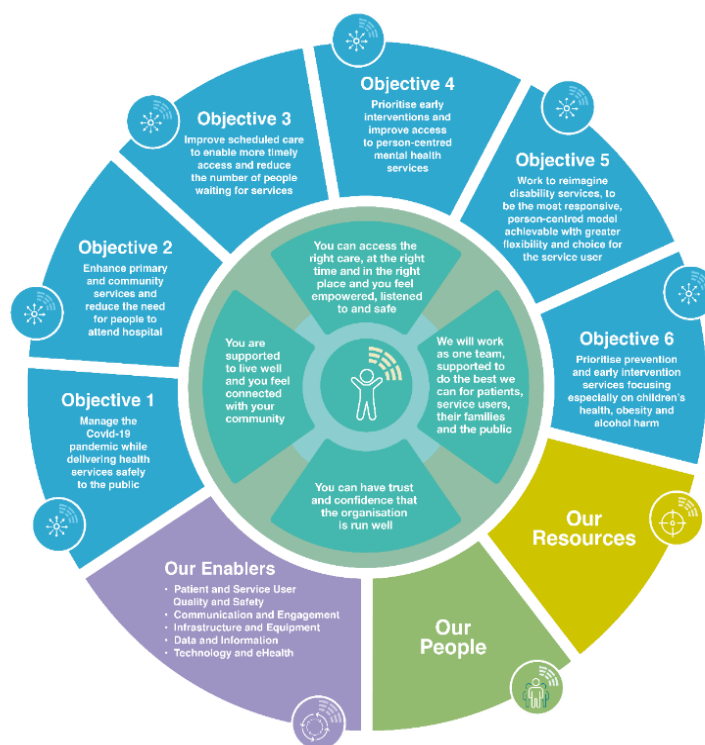 Objective 1
Manage the
Covid-19
pandemic while
delivering health
services safely
to the public
Objective 2
Enhance primary
and community
services and
reduce the need
for people to
attend hospital
Objective 3
Improve scheduled care
to enable more timely
access and reduce
the number of people
waiting for services
Objective 4
Prioritise early
interventions and
improve access
to person-centred
mental health
services
Objective 5
Work to reimagine
disability services, to
be the most responsive,
person-centred model
achievable with greater
flexibility and choice for
the service user
Objective 6
Prioritise prevention
and early intervention
services focusing
especially on children's
health, obesity and
alcohol harm
Our
Resources
Our
People
Our Enablers
• Patient and Service User
Quality and Safety
• Communication and Engagement
• Infrastructure and Equipment
• Data and Information
• Technology and eHealth
You can access the
right care, at the right
time and in the right
place and you feel
empowered, listened
to and safe
You are
supported
to live well
and you feel
connected
with your
community
We will work
as one team,
supported to
do the best we
can for patients,
service users,
their families
and the public
You can have trust
and confidence that
the organisation
is run well